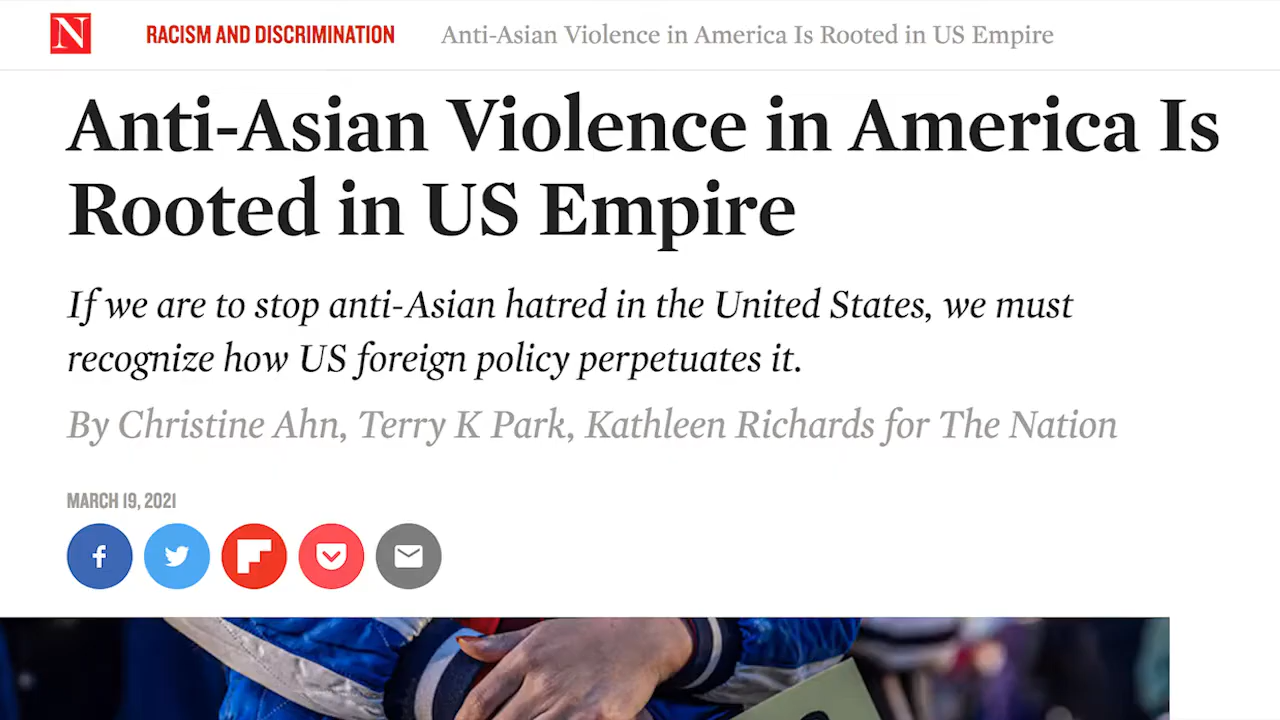 N RACISM AND DISCRIMINATION Anti-Asian Violence in America Is Rooted in US Empire
Anti-Asian Violence in America Is
Rooted in US Empire
If we are to stop anti-Asian hatred in the United States, we must
recognize how US foreign policy perpetuates it.
By Christine Ahn, Terry K Park, Kathleen Richards for The Nation
MARCH 19, 2021
f